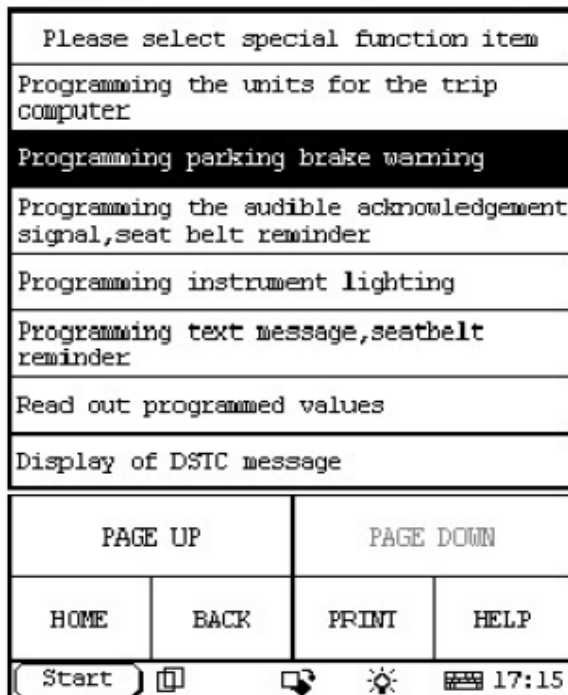 Please select special function item
Programming the units for the trip
computer
Programming parking brake warning
Programming the audible acknowledgement
signal,seat belt reminder
Programming instrument lighting
Programming text message,seatbelt
reminder
Read out programmed values
Display of DSTC message
PAGE UP PAGE DOWN
HOME BACK PRINT HELP
Start 17:15